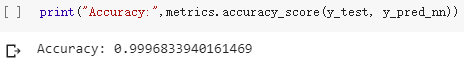 [ ] print("Accuracy:",metrics.accuracy_score(y_test, y_pred_nn))
Accuracy: 0.9996833940161469